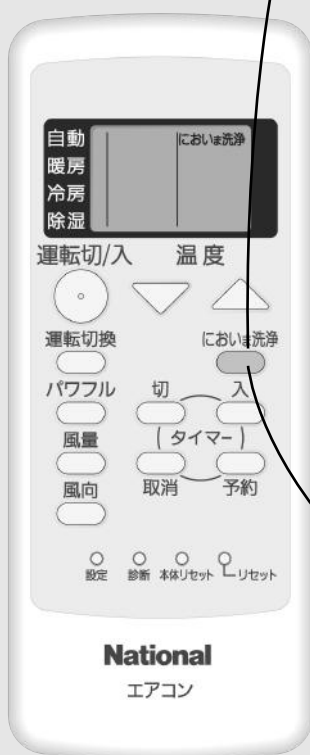 自動 においま洗浄
暖房
冷房
除湿
運転切/入 温度
運転切換 においま洗浄
パワフル 切 入
風量 (タイマー)
風向 取消 予約
設定 診断 本体リセット リセット
National
エアコン